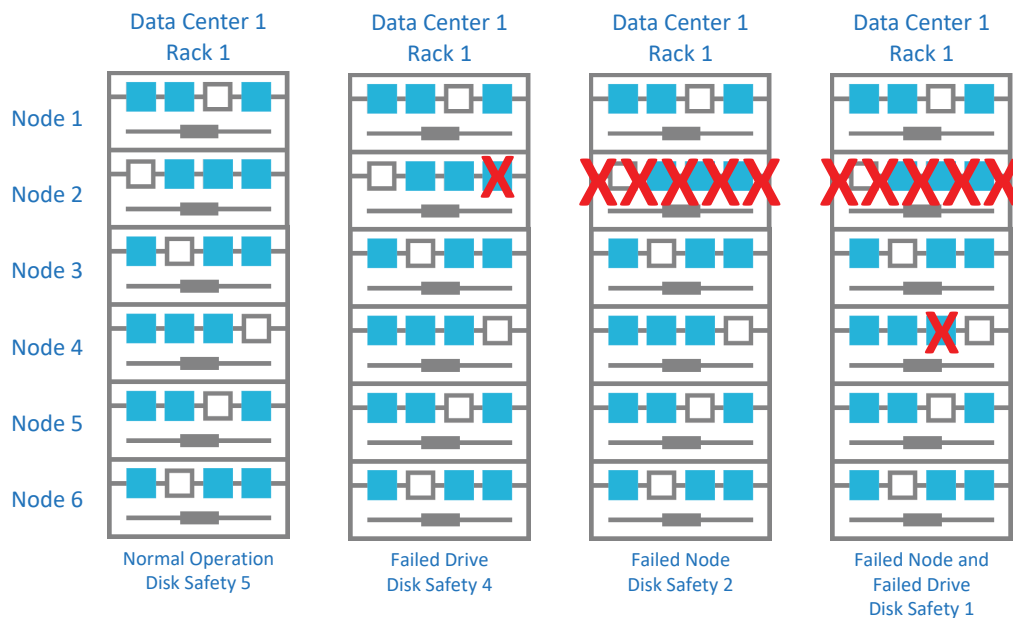 Data Center 1
Rack 1
Data Center 1
Rack 1
Data Center 1
Rack 1
Data Center 1
Rack 1
Node 1
Node 2
Node 3
Node 4
Node 5
Node 6
Normal Operation
Disk Safety 5
Failed Drive
Disk Safety 4
Failed Node
Disk Safety 2
Failed Node and
Failed Drive
Disk Safety 1